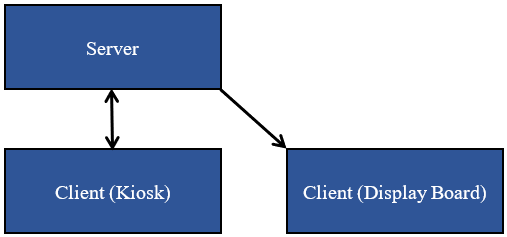 Server
Client (Kiosk)
Client (Display Board)